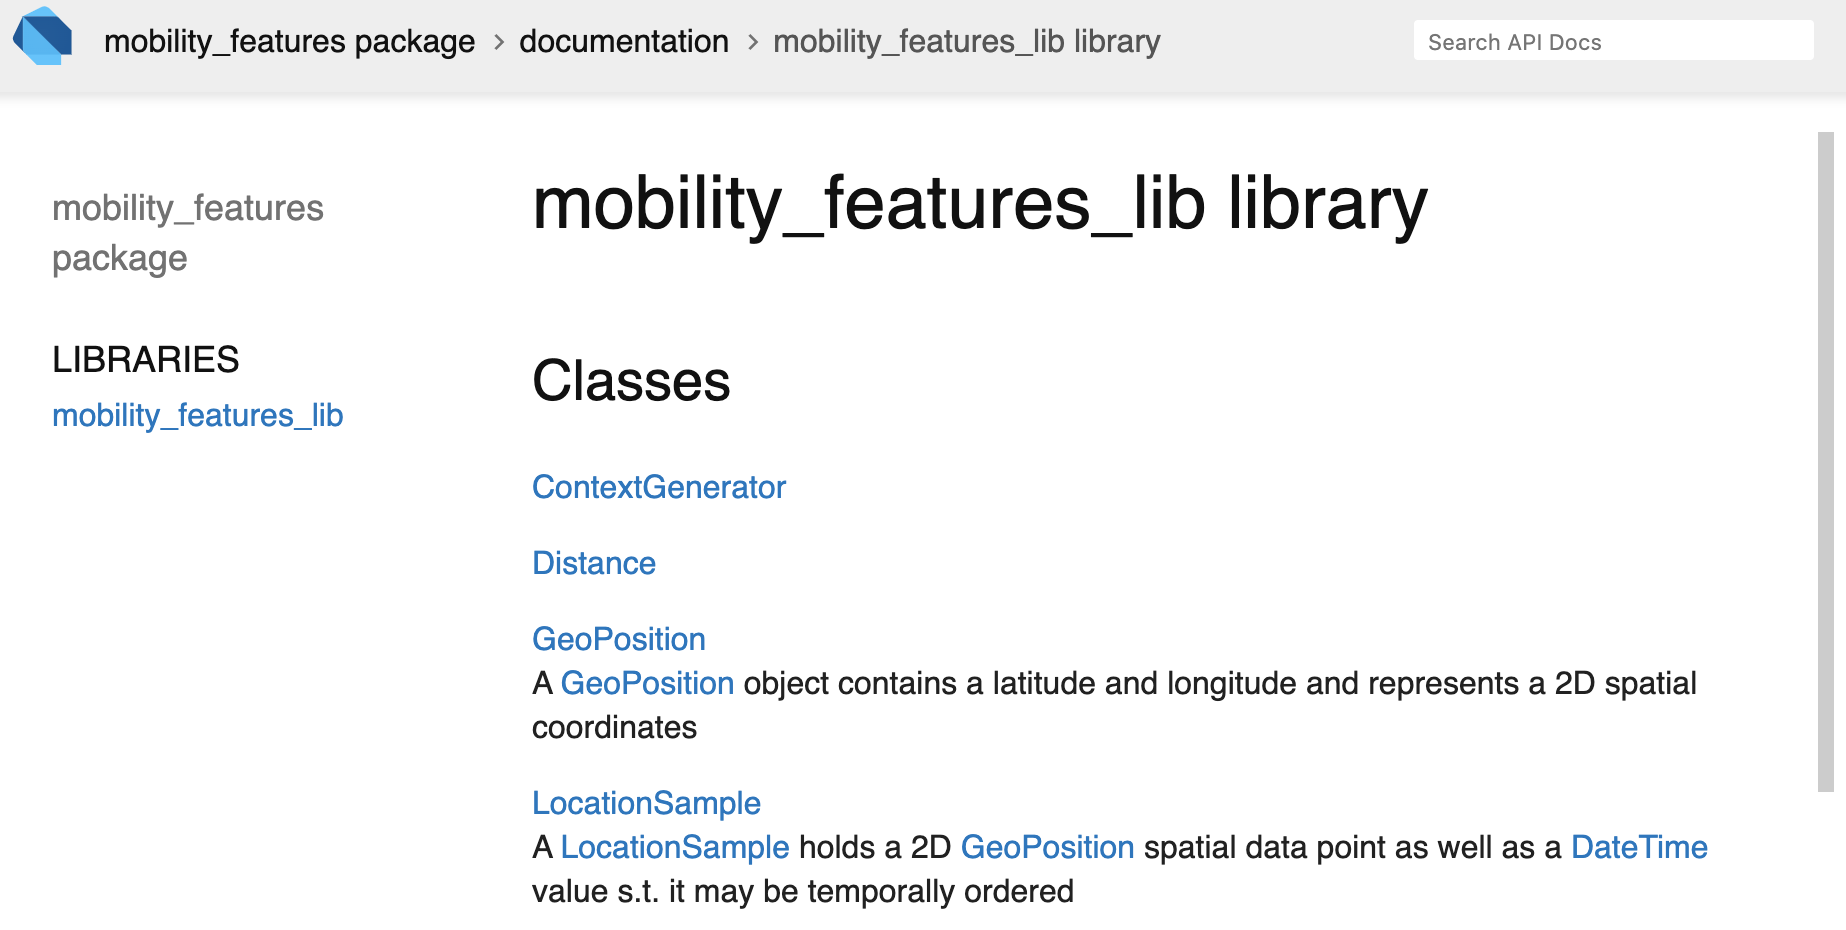 mobility_features package > documentation > mobility_features_lib library
Search API Docs
mobility_features
package
LIBRARIES
mobility_features_lib
mobility_features_lib library
Classes
ContextGenerator
Distance
GeoPosition
A GeoPosition object contains a latitude and longitude and represents a 2D spatial
coordinates
LocationSample
A LocationSample holds a 2D GeoPosition spatial data point as well as a DateTime
value s.t. it may be temporally ordered